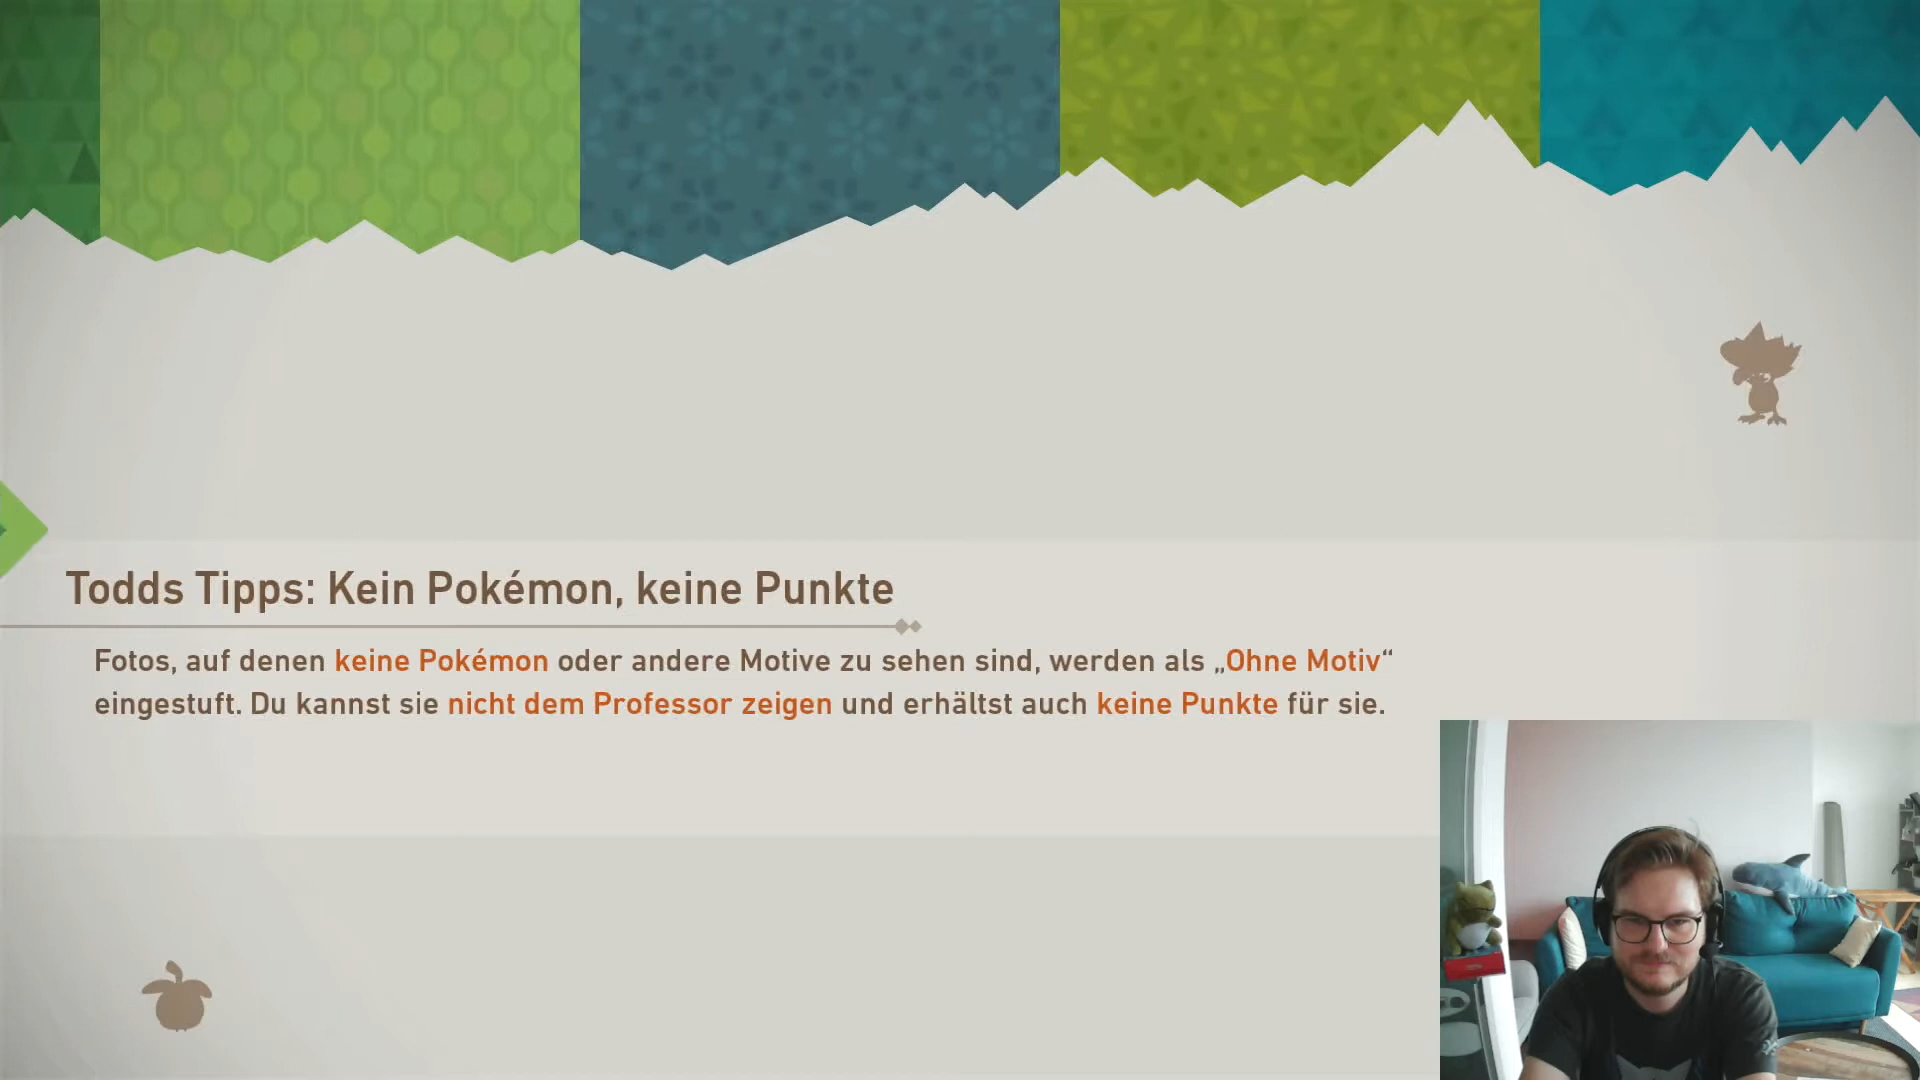 Todds Tipps: Kein Pokémon, keine Punkte
Fotos, auf denen keine Pokémon oder andere Motive zu sehen sind, werden als „Ohne Motiv“
eingestuft. Du kannst sie nicht dem Professor zeigen und erhältst auch keine Punkte für sie.